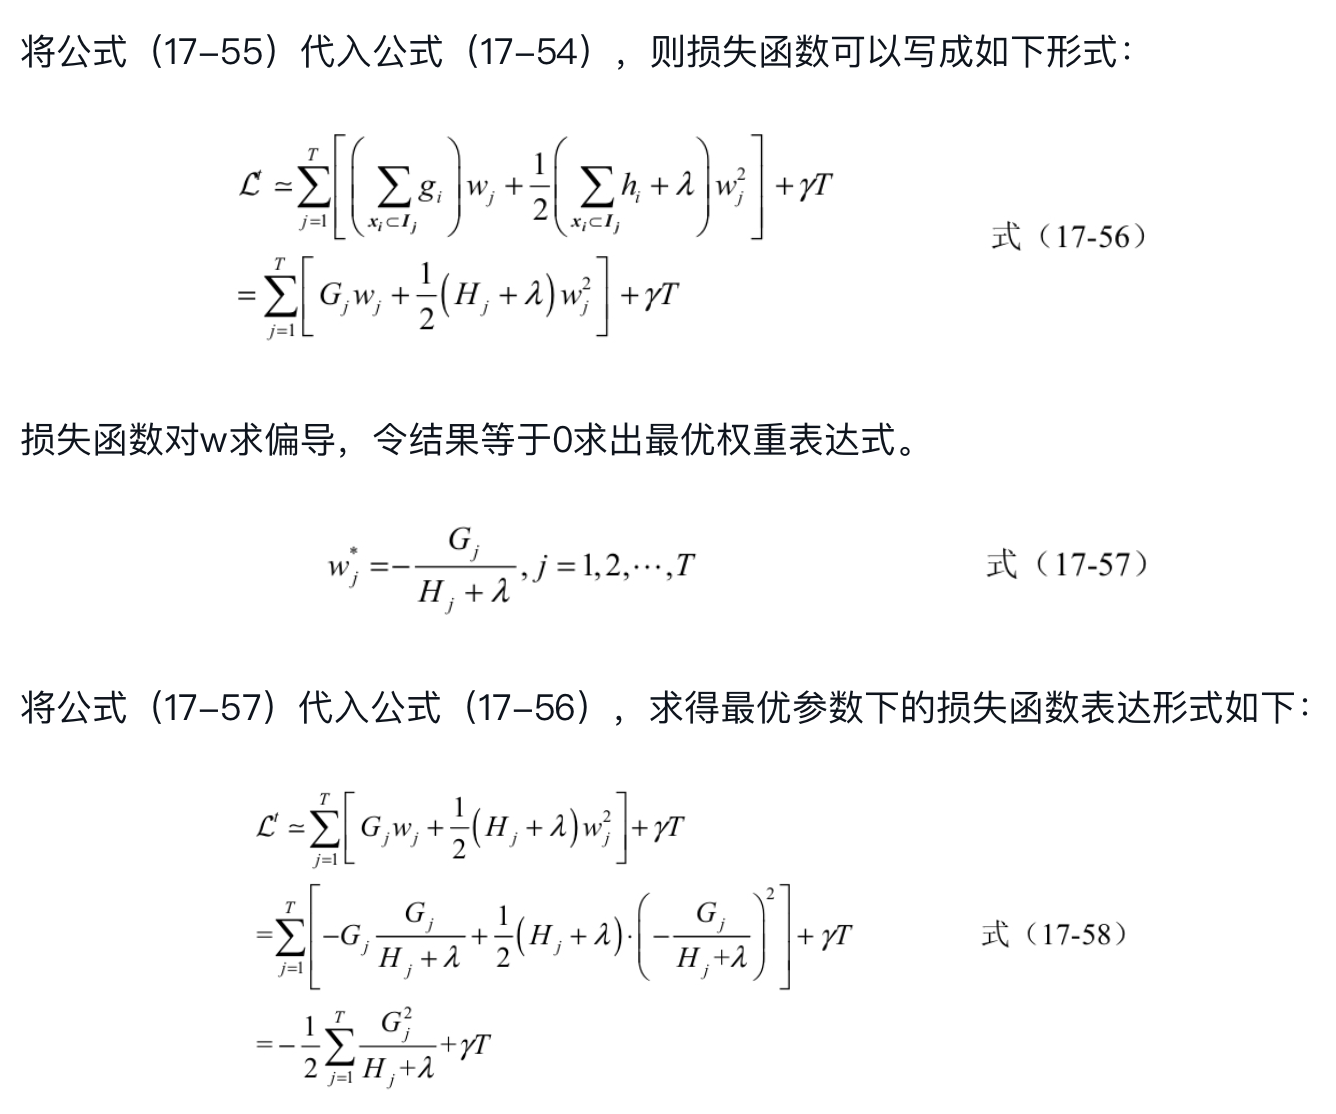 将公式（17–55）代入公式（17–54），则损失函数可以写成如下形式：
$\mathcal{L}^{t} \simeq \sum_{j=1}^{T}\left[\left(\sum_{\boldsymbol{x}_i \subset \boldsymbol{I}_j} g_i\right) w_j + \frac{1}{2}\left(\sum_{\boldsymbol{x}_i \subset \boldsymbol{I}_j} h_i + \lambda\right) w_j^2\right] + \gamma T$
$= \sum_{j=1}^{T}\left[G_j w_j + \frac{1}{2}\left(H_j + \lambda\right) w_j^2\right] + \gamma T$ 式（17-56）
损失函数对w求偏导，令结果等于0求出最优权重表达式。
$w_j^* = -\frac{G_j}{H_j + \lambda}, j = 1,2,\cdots,T$ 式（17-57）
将公式（17–57）代入公式（17–56），求得最优参数下的损失函数表达形式如下：
$\mathcal{L}^{t} \simeq \sum_{j=1}^{T}\left[G_j w_j + \frac{1}{2}\left(H_j + \lambda\right) w_j^2\right] + \gamma T$
$= \sum_{j=1}^{T}\left[-G_j \frac{G_j}{H_j + \lambda} + \frac{1}{2}\left(H_j + \lambda\right) \cdot \left(-\frac{G_j}{H_j + \lambda}\right)^2\right] + \gamma T$ 式（17-58）
$= -\frac{1}{2}\sum_{j=1}^{T} \frac{G_j^2}{H_j + \lambda} + \gamma T$